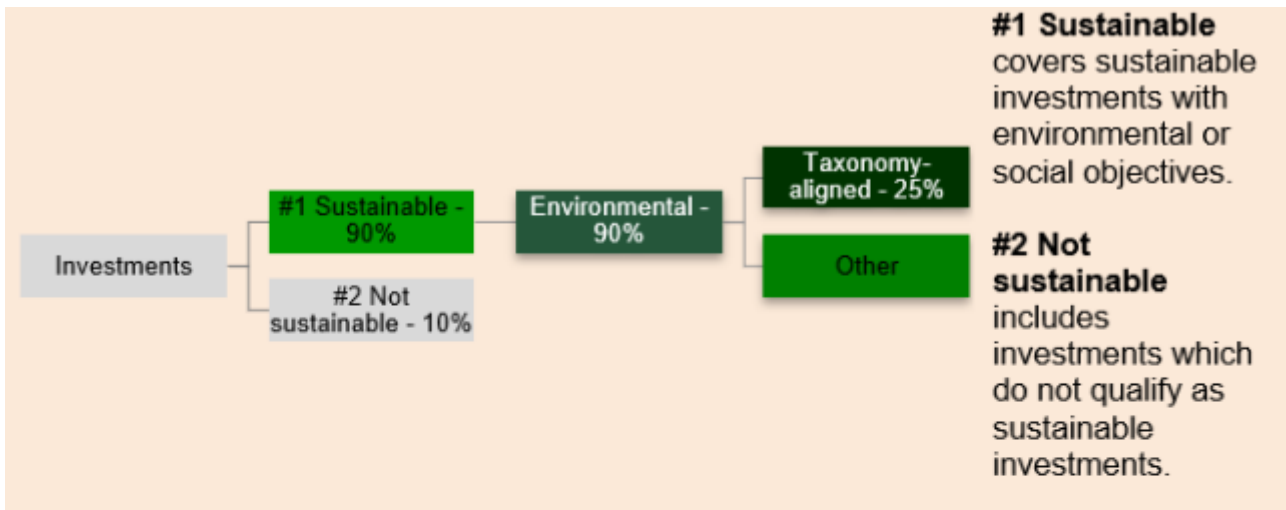 Investments
#1 Sustainable -
90%
#2 Not
sustainable - 10%
Environmental -
90%
Taxonomy-
aligned - 25%
Other
#1 Sustainable
covers sustainable
investments with
environmental or
social objectives.
#2 Not
sustainable
includes
investments which
do not qualify as
sustainable
investments.